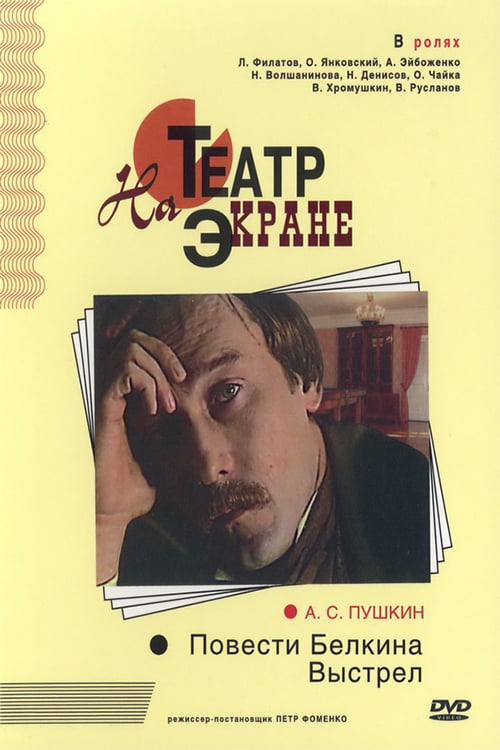 В ролях
Л. Филатов, О. Янковский, А. Эйбоженко
Н. Волшанинова, Н. Денисов, О. Чайка
В. Хромушкин, В. Русланов
ТЕАТР
На ЭКРАНЕ
А. С. ПУШКИН
Повести Белкина
Выстрел
DVD
VIDEO
режиссер-постановщик ПЕТР ФОМЕНКО